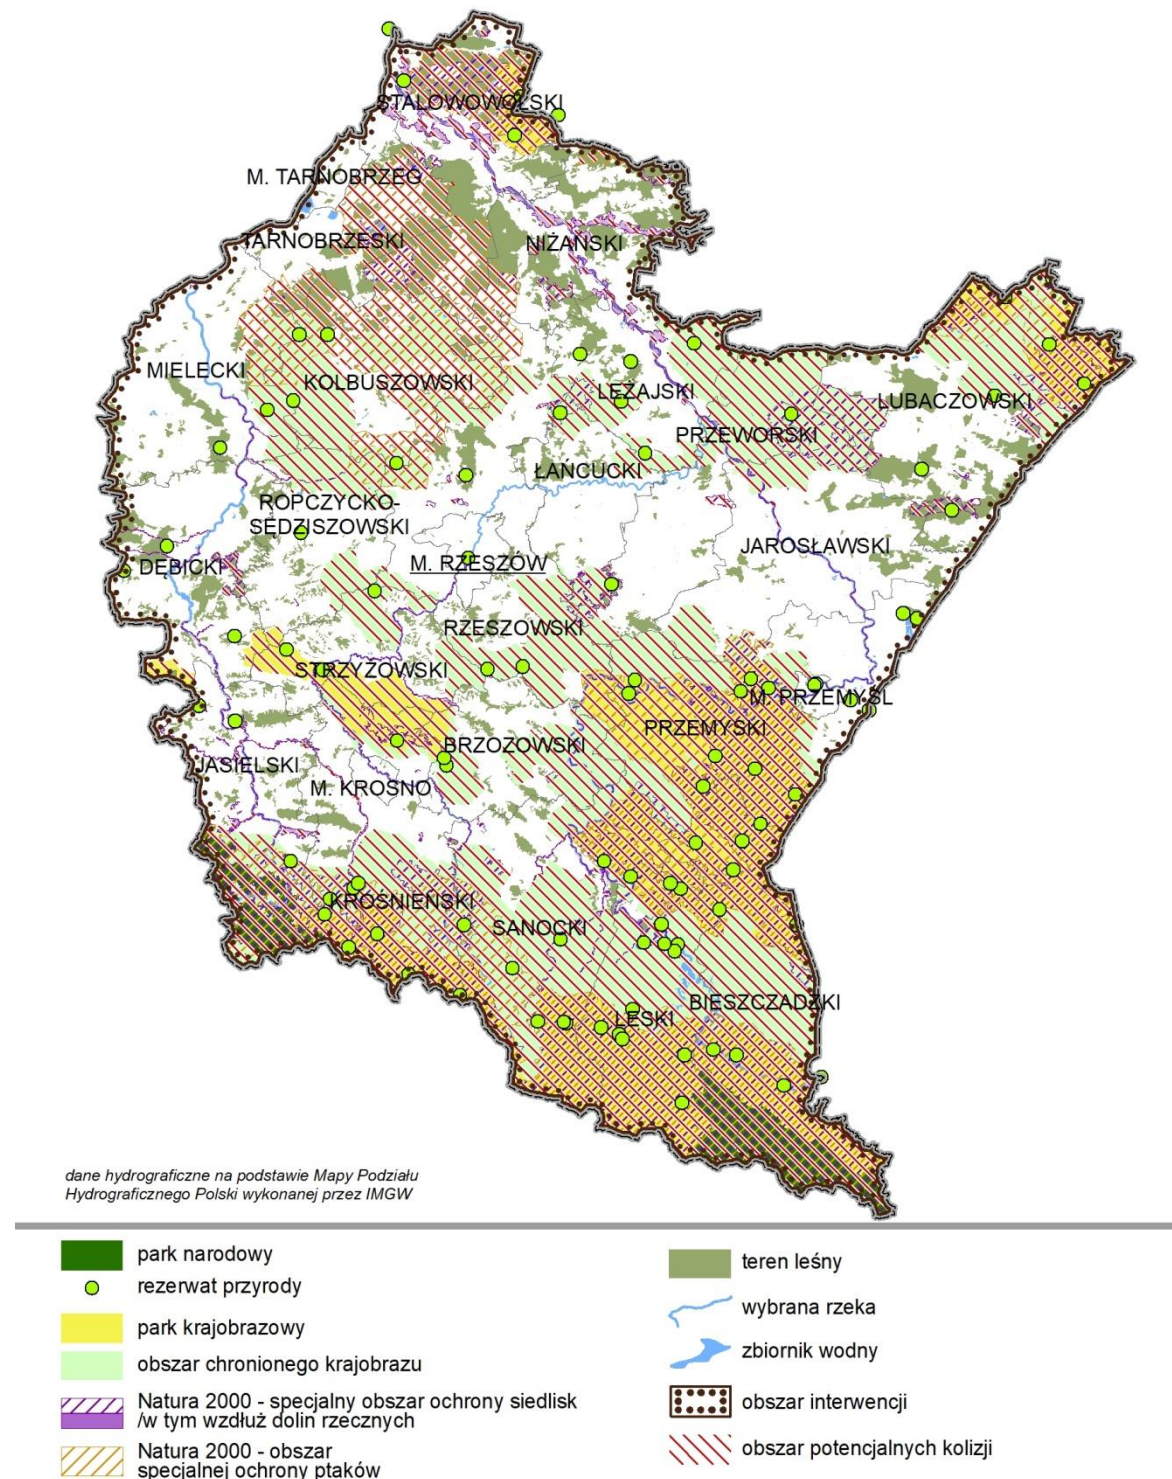 STALOWOWOLSKI
M. TARNOBRZEG
TARNOBRZESKI
NIŻAŃSKI
MIELECKI
KOLBUSZOWSKI
LEŻAJSKI
LUBACZOWSKI
PRZEWORSKI
ŁAŃCUCKI
ROPCZYCKO-
SĘDZISZOWSKI
JAROSŁAWSKI
DĘBICKI
M. RZESZÓW
RZESZOWSKI
STRZYŻOWSKI
M. PRZEMYŚL
PRZEMYSKI
BRZOZOWSKI
JASIELSKI
M. KROSNO
KROŚNIEŃSKI
SANOCKI
BIESZCZADZKI
LESKI
dane hydrograficzne na podstawie Mapy Podziału
Hydrograficznego Polski wykonanej przez IMGW
park narodowy
rezerwat przyrody
park krajobrazowy
obszar chronionego krajobrazu
Natura 2000 - specjalny obszar ochrony siedlisk
/w tym wzdłuż dolin rzecznych
Natura 2000 - obszar
specjalnej ochrony ptaków
teren leśny
wybrana rzeka
zbiornik wodny
obszar interwencji
obszar potencjalnych kolizji